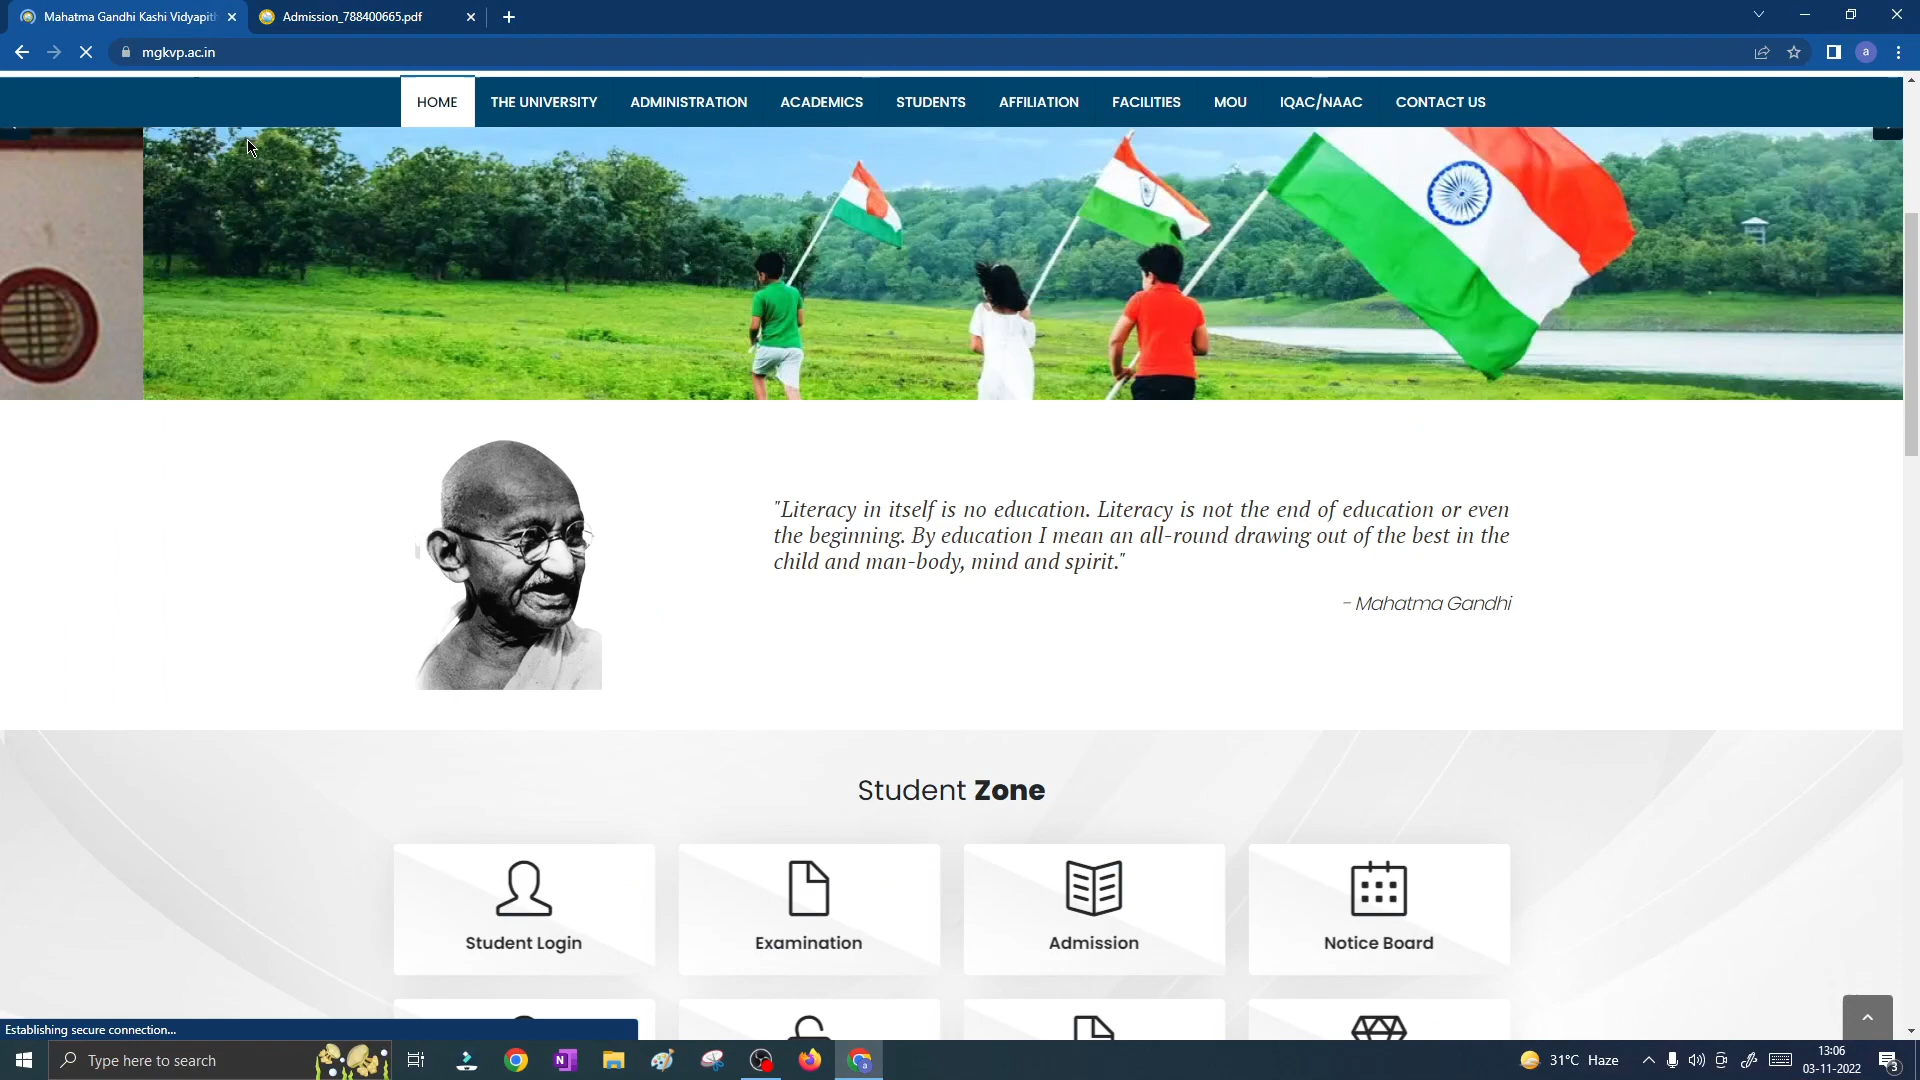 Mahatma Gandhi Kashi Vidyapith
Admission_788400665.pdf
mgkvp.ac.in
a
HOME
THE UNIVERSITY
ADMINISTRATION
ACADEMICS
STUDENTS
AFFILIATION
FACILITIES
MOU
IQAC/NAAC
CONTACT US
"Literacy in itself is no education. Literacy is not the end of education or even
the beginning. By education I mean an all-round drawing out of the best in the
child and man-body, mind and spirit."
- Mahatma Gandhi
Student Zone
Student Login
Examination
Admission
Notice Board
Establishing secure connection...
Type here to search
31°C Haze
13:06
03-11-2022
3